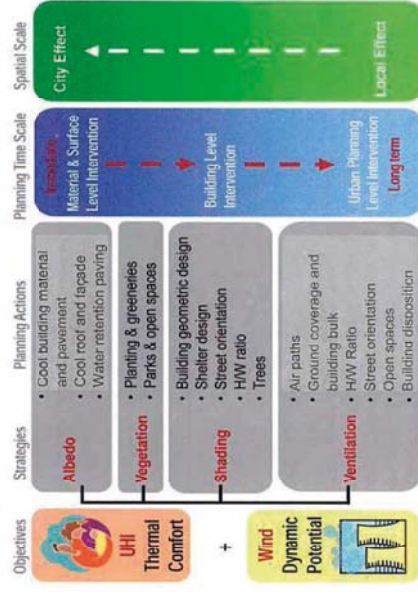 Objectives
Strategies
Planning Actions
Planning Time Scale
Spatial Scale
UHI
Thermal
Comfort
+
Wind
Dynamic
Potential
Albedo
• Cool building material
and pavement
• Cool roof and façade
• Water retention paving
Vegetation
• Planting & greeneries
• Parks & open spaces
Shading
• Building geometric design
• Shelter design
• Street orientation
• H/W ratio
• Trees
Ventilation
• Air paths
• Ground coverage and
building bulk
• H/W Ratio
• Street orientation
• Open spaces
• Building disposition
Material & Surface
Level Intervention
Building Level
Intervention
Urban Planning
Level Intervention
Long term
City Effect
Local Effect